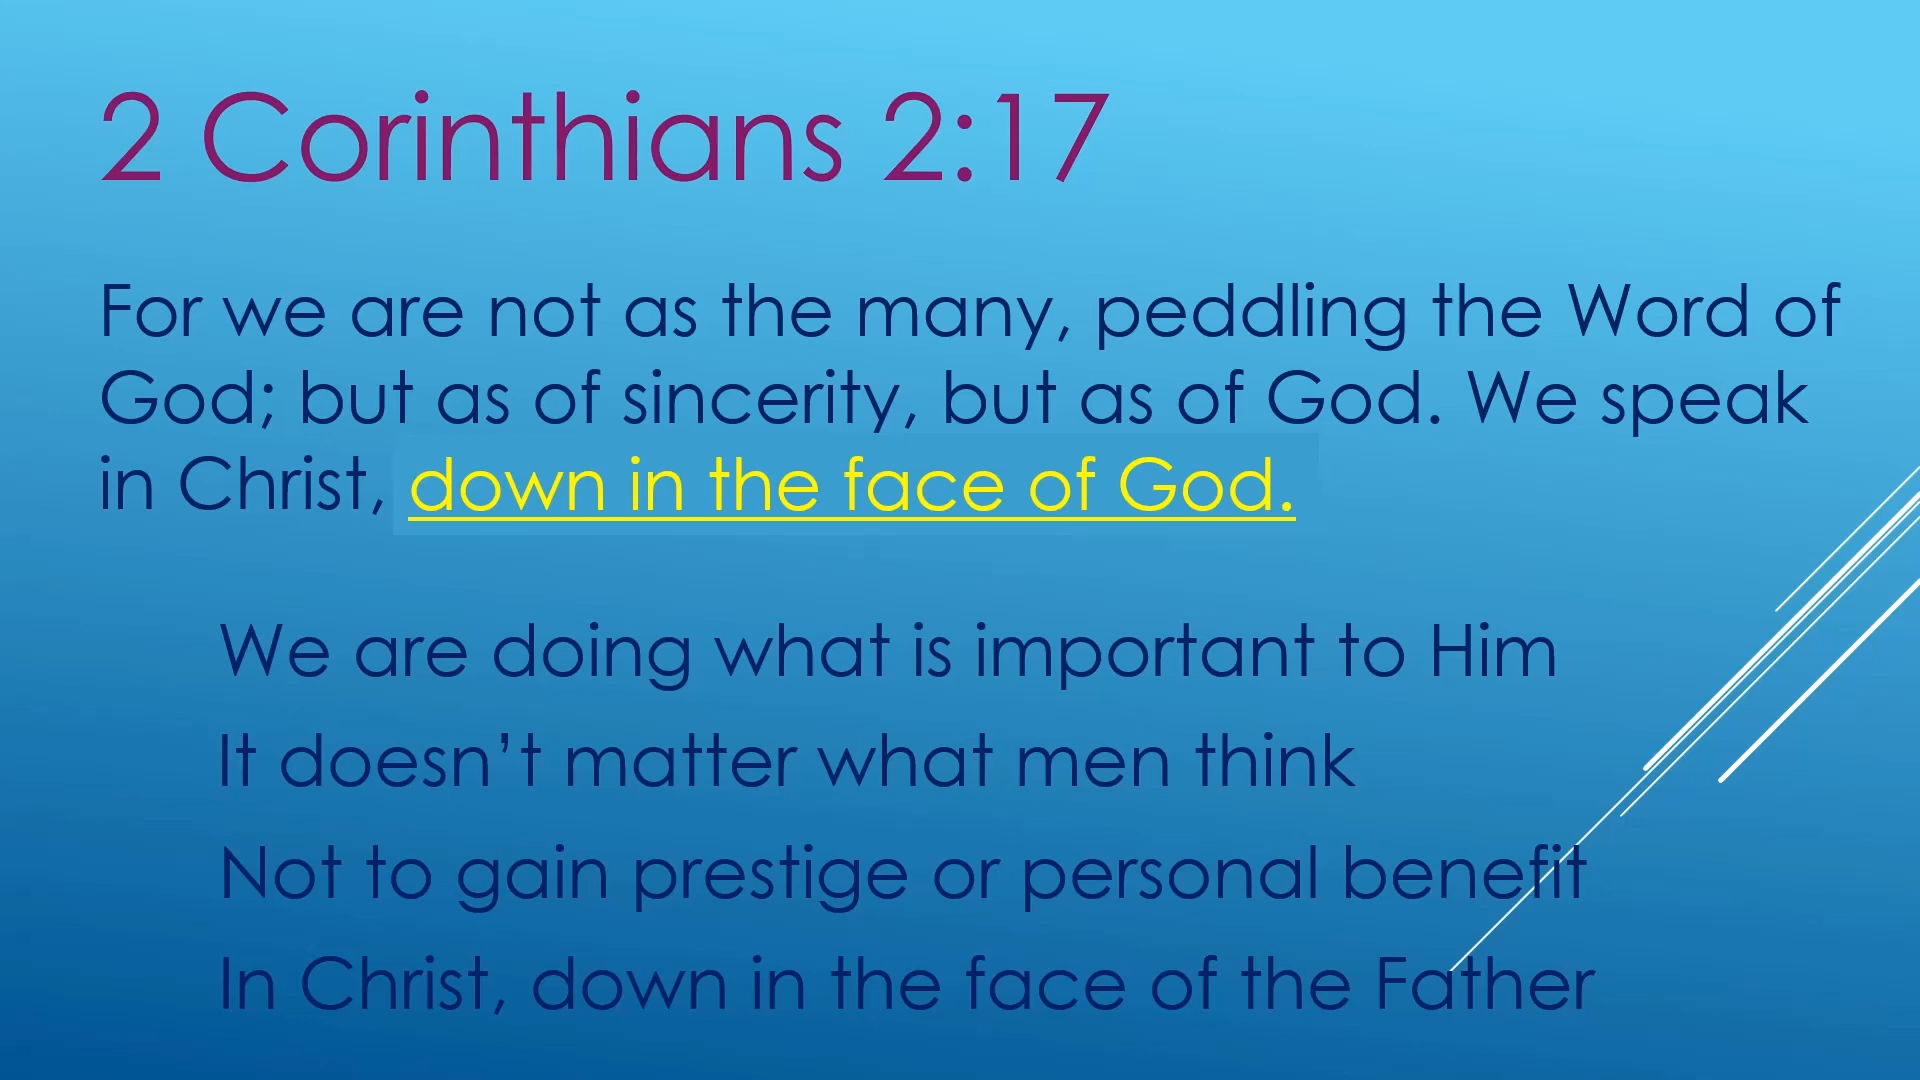 2 Corinthians 2:17
For we are not as the many, peddling the Word of
God; but as of sincerity, but as of God. We speak
in Christ, down in the face of God.
We are doing what is important to Him
It doesn’t matter what men think
Not to gain prestige or personal benefit
In Christ, down in the face of the Father